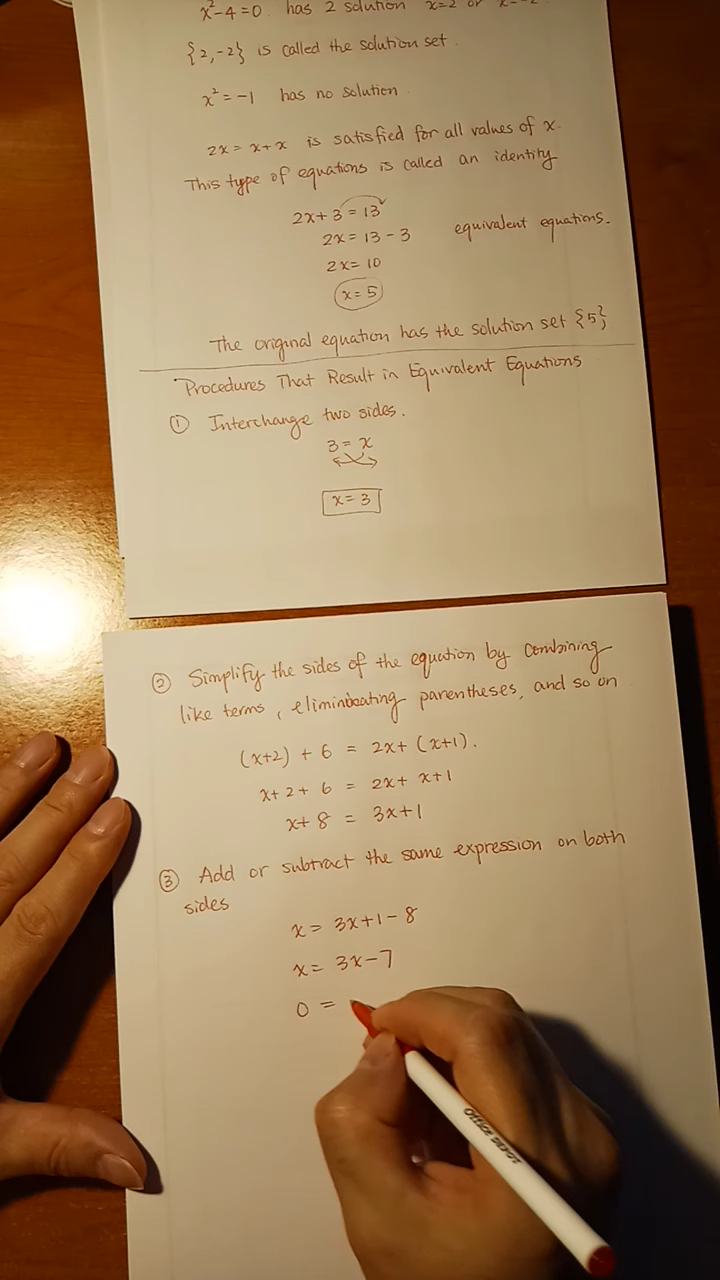 x²-4=0 has 2 solution x=2 or x=-2
{2,-2} is called the solution set.
x² = -1 has no solution.
2x = x+x is satisfied for all values of x.
This type of equations is called an identity
2x+3 = 13
2x = 13 - 3 equivalent equations.
2x = 10
x = 5
The original equation has the solution set {5}
Procedures That Result in Equivalent Equations
① Interchange two sides.
3 = x
x = 3
② Simplify the sides of the equation by combining
like terms, eliminating parentheses, and so on
(x+2) + 6 = 2x + (x+1).
x+2+6 = 2x+x+1
x+8 = 3x+1
③ Add or subtract the same expression on both
sides
x = 3x+1-8
x = 3x-7
0 =
OFFICE DEPOT